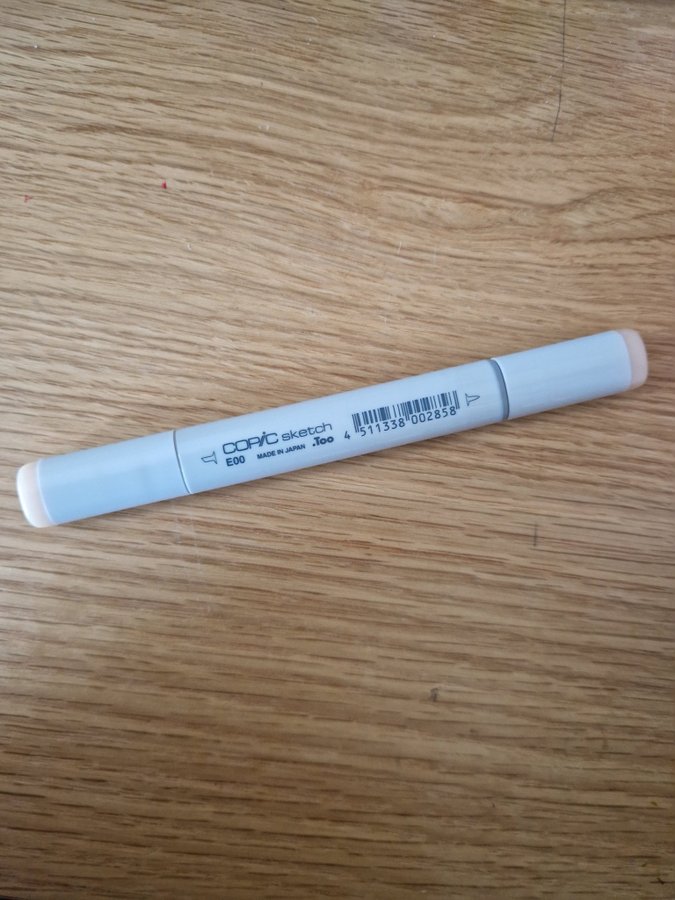 COPIC sketch
E00 MADE IN JAPAN .Too
4 511338 002858